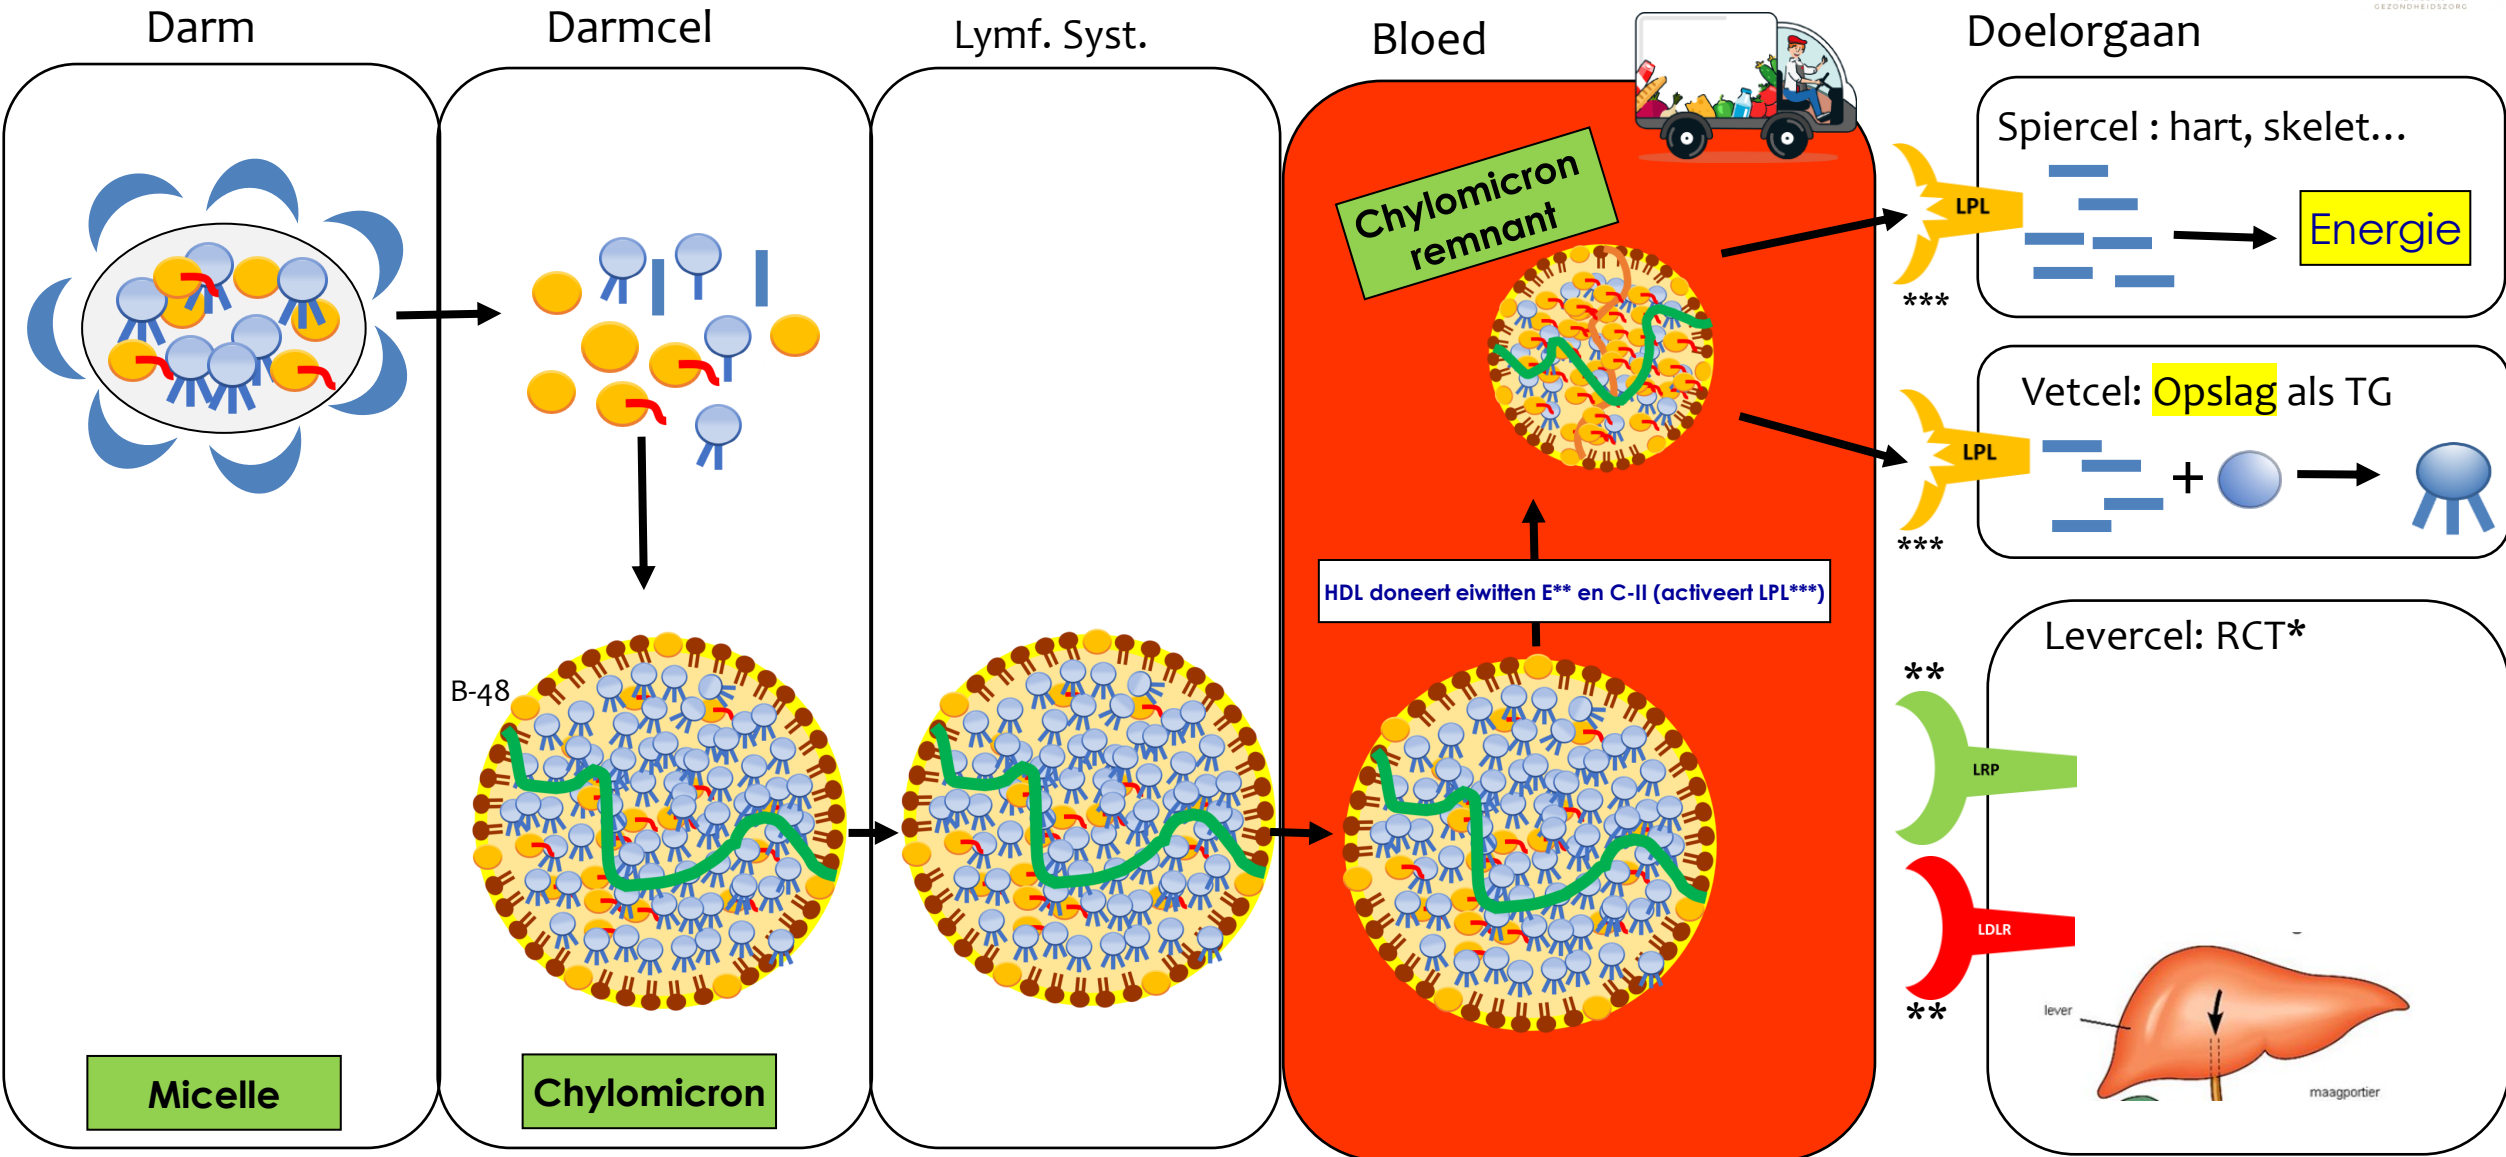 GEZONDHEIDSZORG
Darm
Darmcel
Lymf. Syst.
Bloed
Doelorgaan
Micelle
B-48
Chylomicron
Chylomicron
remnant
HDL doneert eiwitten E** en C-II (activeert LPL***)
LPL
***
Spiercel : hart, skelet...
Energie
LPL
***
Vetcel: Opslag als TG
+
Levercel: RCT*
**
LRP
LDLR
**
lever
maagportier